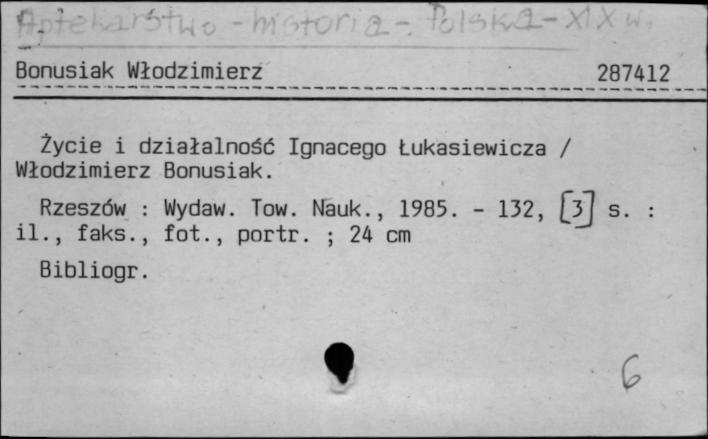 Aptekarstwo - historia - Polska - XIX w.
Bonusiak Włodzimierz 287412
Życie i działalność Ignacego Łukasiewicza /
Włodzimierz Bonusiak.
Rzeszów : Wydaw. Tow. Nauk., 1985. - 132, [3] s. :
il., faks., fot., portr. ; 24 cm
Bibliogr.
6